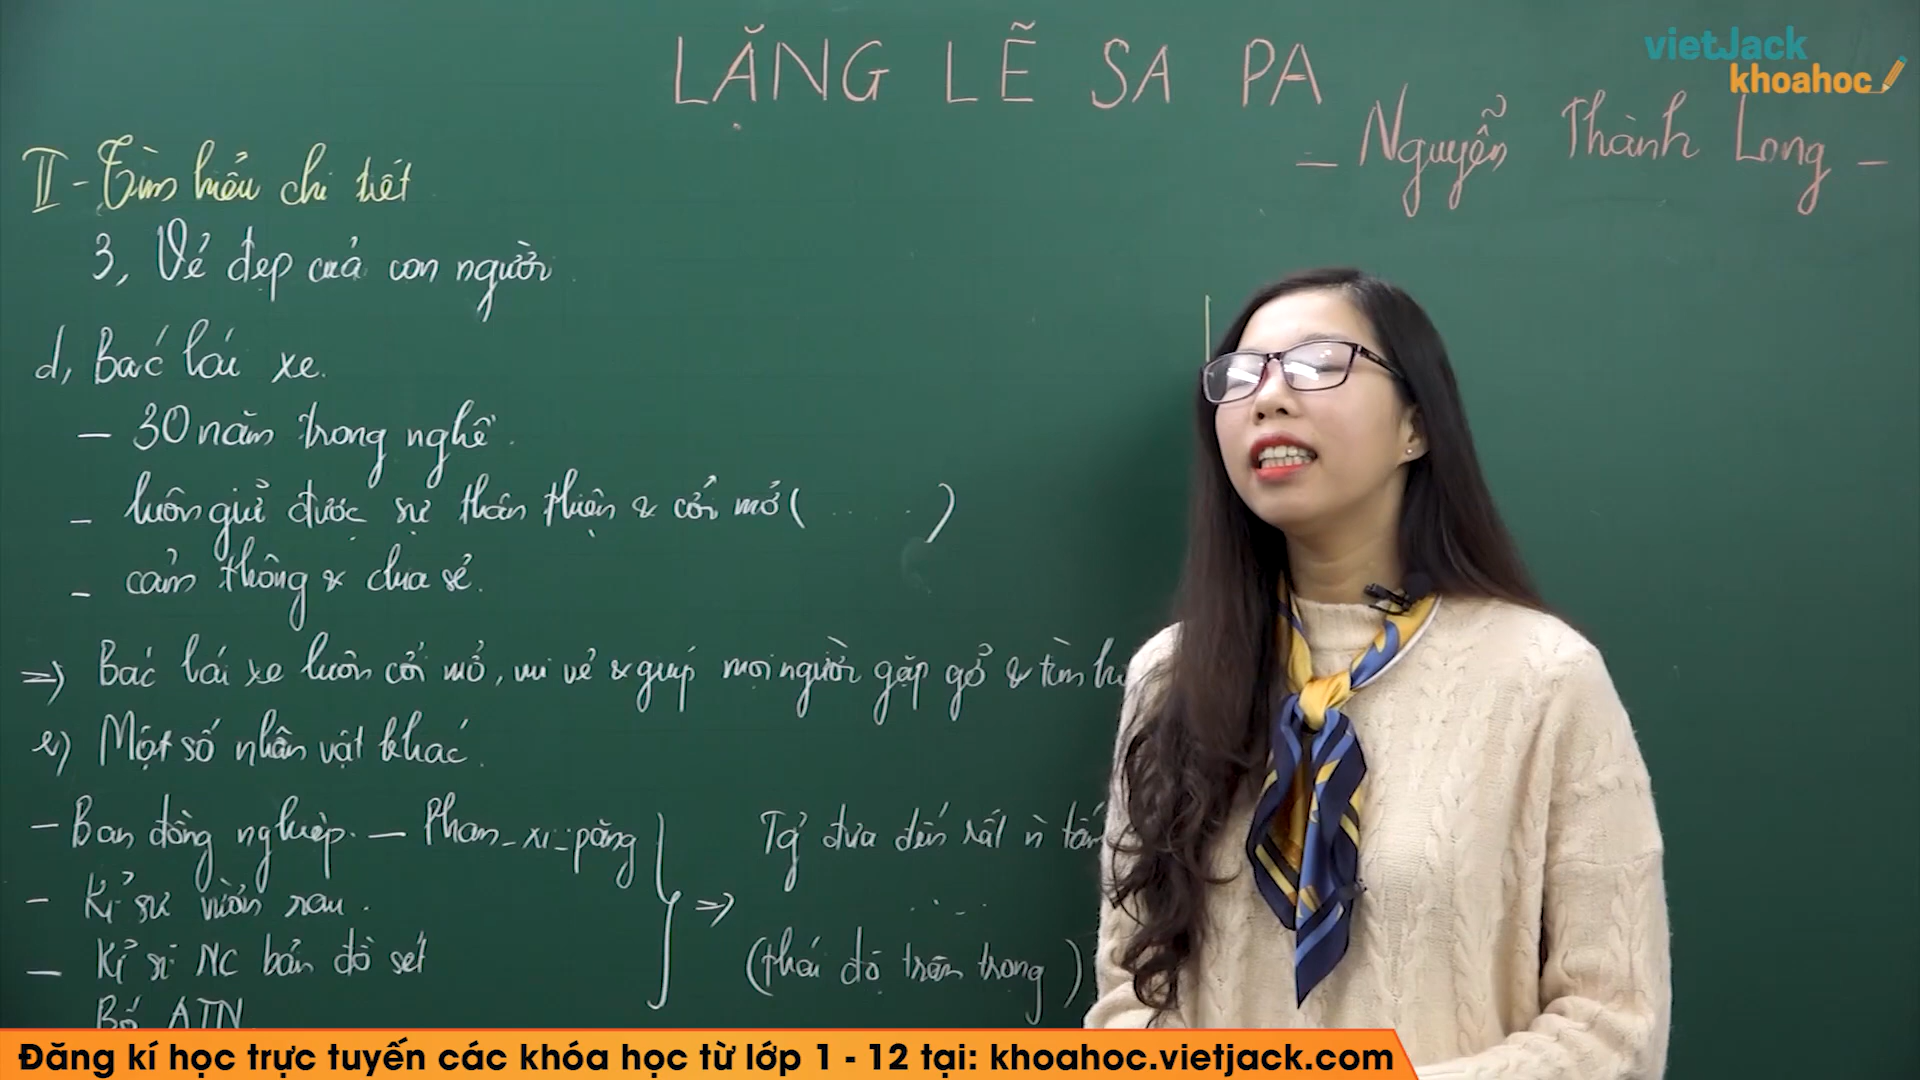 LẶNG LẼ SA PA
vietJack
khoahoc
- Nguyễn Thành Long -
II - Tìm hiểu chi tiết
3, Vẻ đẹp của con người
d, Bác lái xe.
- 30 năm trong nghề.
- luôn giữ được sự thân thiện & cởi mở ( ..... )
- cảm thông & chia sẻ.
=> Bác lái xe luôn cởi mở, vui vẻ & giúp mọi người gặp gỡ & tìm
e) Một số nhân vật khác.
- Bạn đồng nghiệp. - Phan-xi-păng
=> Tg đưa đến rất
- Kĩ sư vườn rau.
- Kĩ sư NC bản đồ sét
(thái độ trân trọng)
Bố ATN
Đăng kí học trực tuyến các khóa học từ lớp 1 - 12 tại: khoahoc.vietjack.com